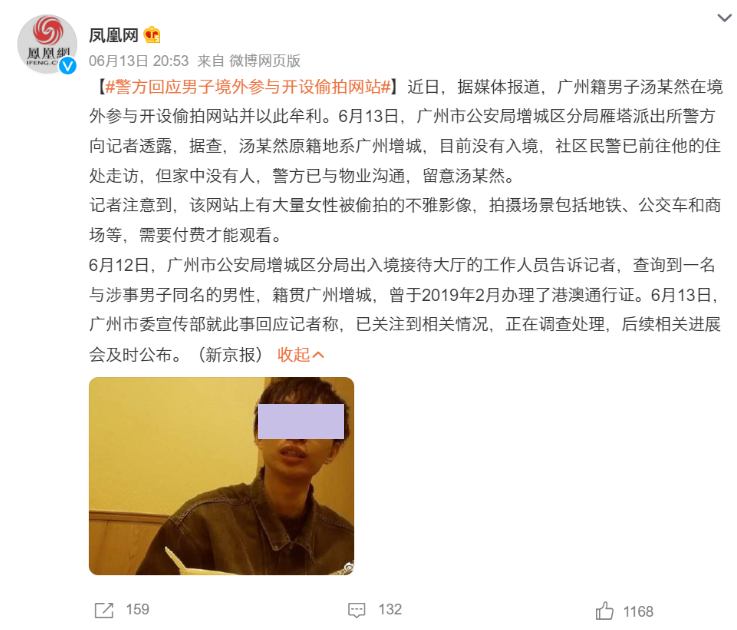 鳳凰網
IFENG.C
凤凰网
06月13日 20:53 来自 微博网页版
【#警方回应男子境外参与开设偷拍网站#】近日，据媒体报道，广州籍男子汤某然在境
外参与开设偷拍网站并以此牟利。6月13日，广州市公安局增城区分局雁塔派出所警方
向记者透露，据查，汤某然原籍地系广州增城，目前没有入境，社区民警已前往他的住
处走访，但家中没有人，警方已与物业沟通，留意汤某然。
记者注意到，该网站上有大量女性被偷拍的不雅影像，拍摄场景包括地铁、公交车和商
场等，需要付费才能观看。
6月12日，广州市公安局增城区分局出入境接待大厅的工作人员告诉记者，查询到一名
与涉事男子同名的男性，籍贯广州增城，曾于2019年2月办理了港澳通行证。6月13日，
广州市委宣传部就此事回应记者称，已关注到相关情况，正在调查处理，后续相关进展
会及时公布。（新京报） 收起
159
132
1168